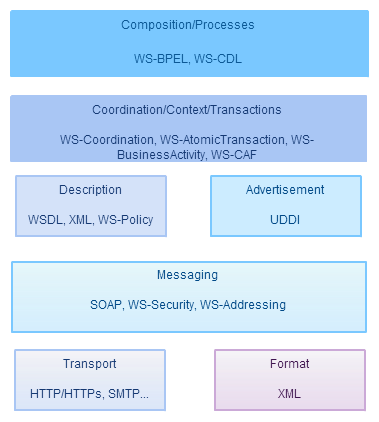 Composition/Processes
WS-BPEL, WS-CDL
Coordination/Context/Transactions
WS-Coordination, WS-AtomicTransaction, WS-
BusinessActivity, WS-CAF
Description
WSDL, XML, WS-Policy
Advertisement
UDDI
Messaging
SOAP, WS-Security, WS-Addressing
Transport
HTTP/HTTPs, SMTP...
Format
XML